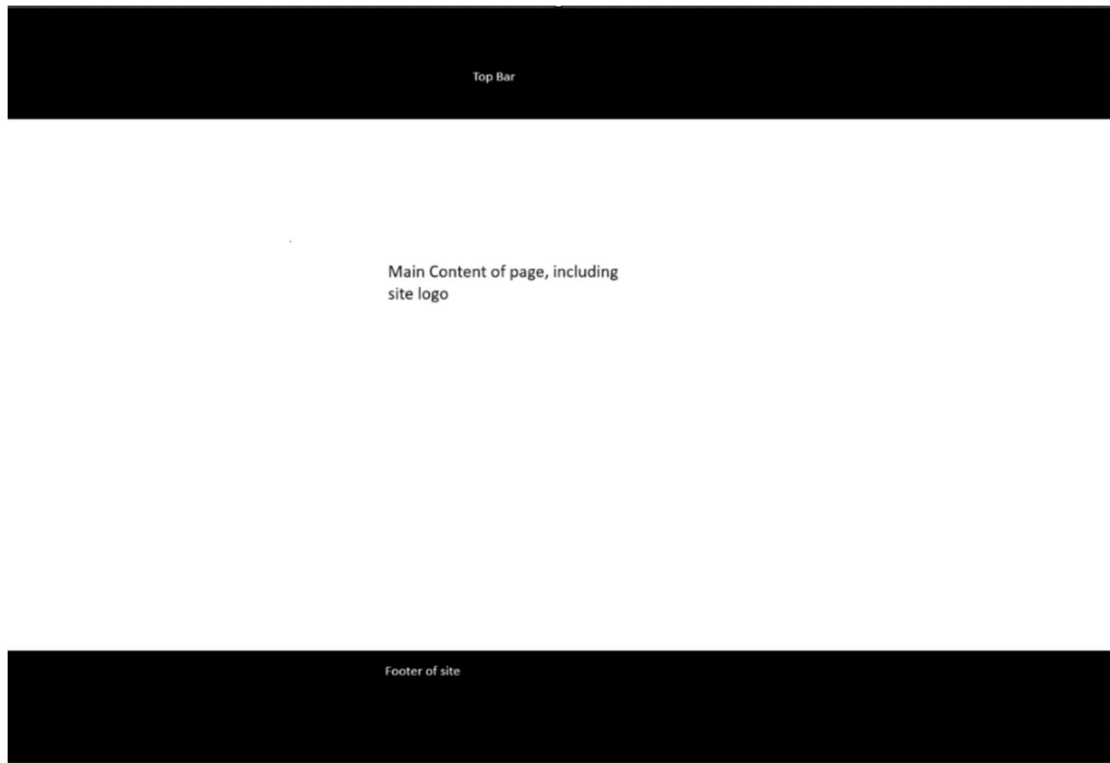 Top Bar
Main Content of page, including
site logo
Footer of site